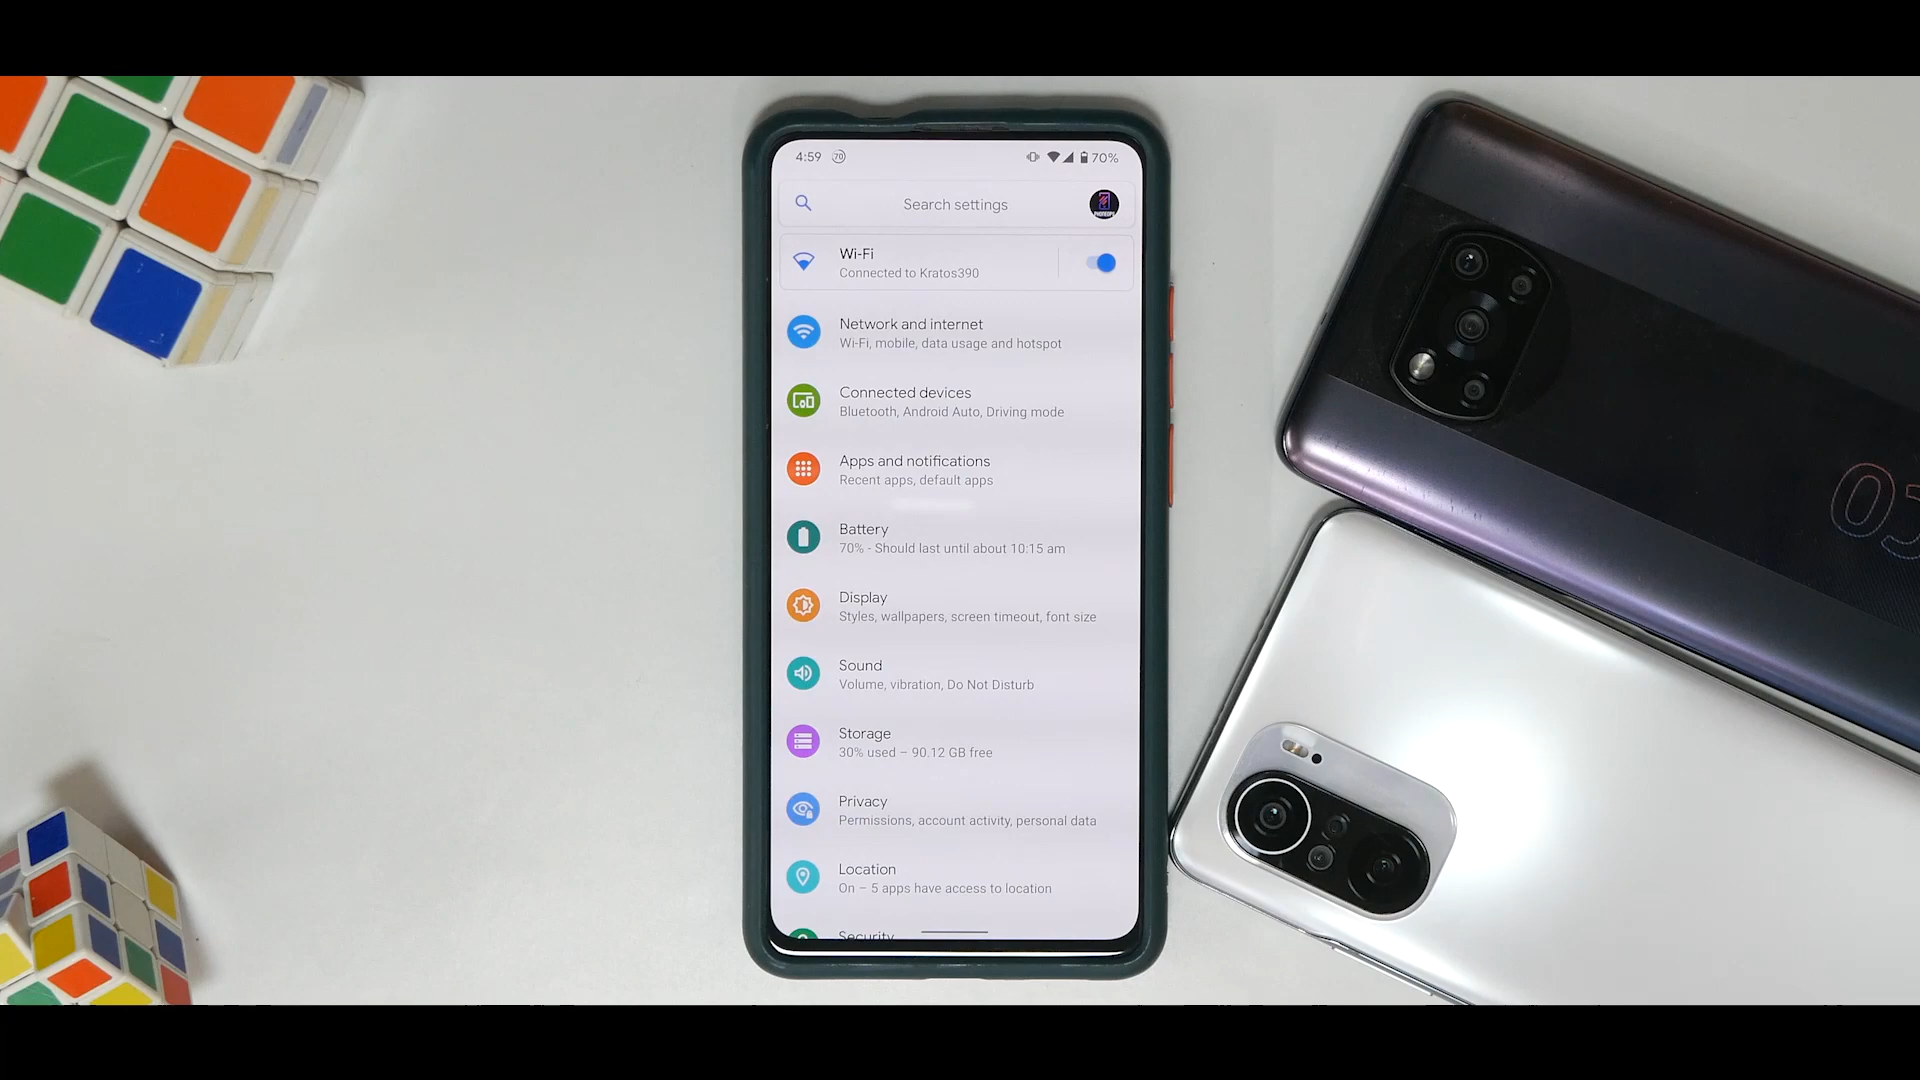 4:59 70 70%
Search settings
Wi-Fi
Connected to Kratos390
Network and internet
Wi-Fi, mobile, data usage and hotspot
Connected devices
Bluetooth, Android Auto, Driving mode
Apps and notifications
Recent apps, default apps
Battery
70% - Should last until about 10:15 am
Display
Styles, wallpapers, screen timeout, font size
Sound
Volume, vibration, Do Not Disturb
Storage
30% used – 90.12 GB free
Privacy
Permissions, account activity, personal data
Location
On – 5 apps have access to location
Security